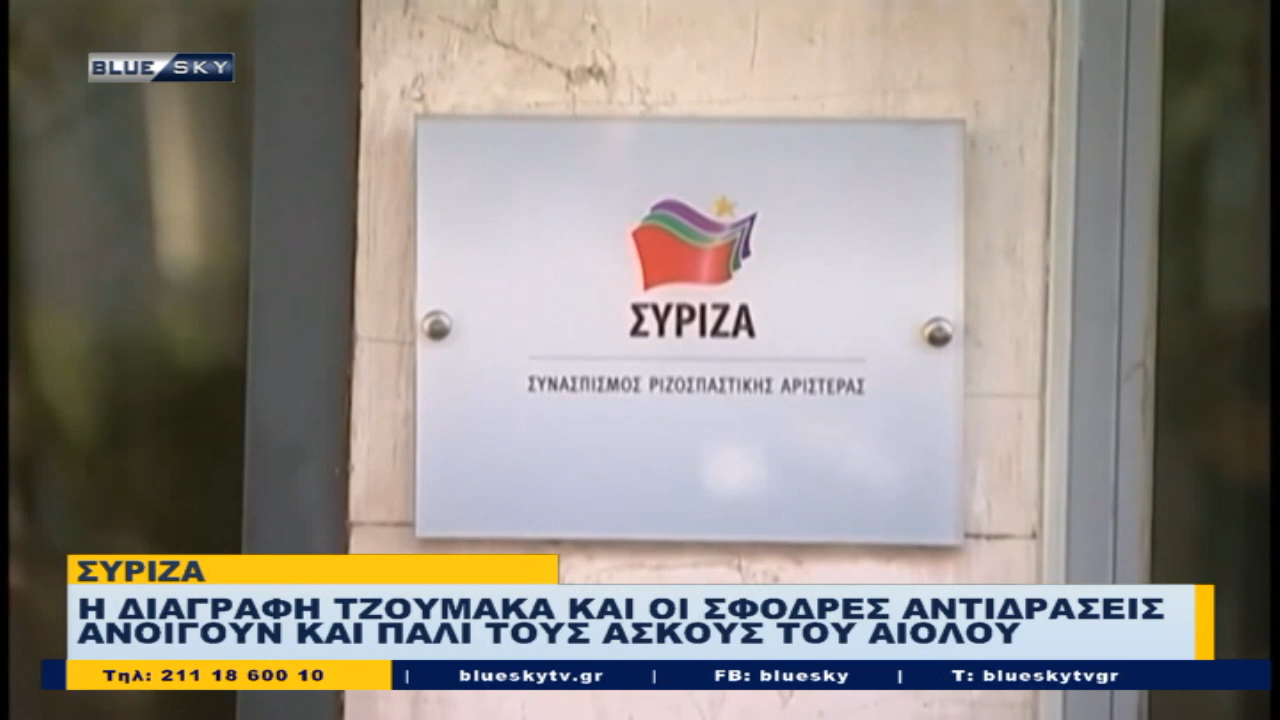 BLUE SKY
ΣΥΡΙΖΑ
ΣΥΝΑΣΠΙΣΜΟΣ ΡΙΖΟΣΠΑΣΤΙΚΗΣ ΑΡΙΣΤΕΡΑΣ
ΣΥΡΙΖΑ
Η ΔΙΑΓΡΑΦΗ ΤΖΟΥΜΑΚΑ ΚΑΙ ΟΙ ΣΦΟΔΡΕΣ ΑΝΤΙΔΡΑΣΕΙΣ
ΑΝΟΙΓΟΥΝ ΚΑΙ ΠΑΛΙ ΤΟΥΣ ΑΣΚΟΥΣ ΤΟΥ ΑΙΟΛΟΥ
Τηλ: 211 18 600 10 | blueskytv.gr | FB: bluesky | T: blueskytvgr